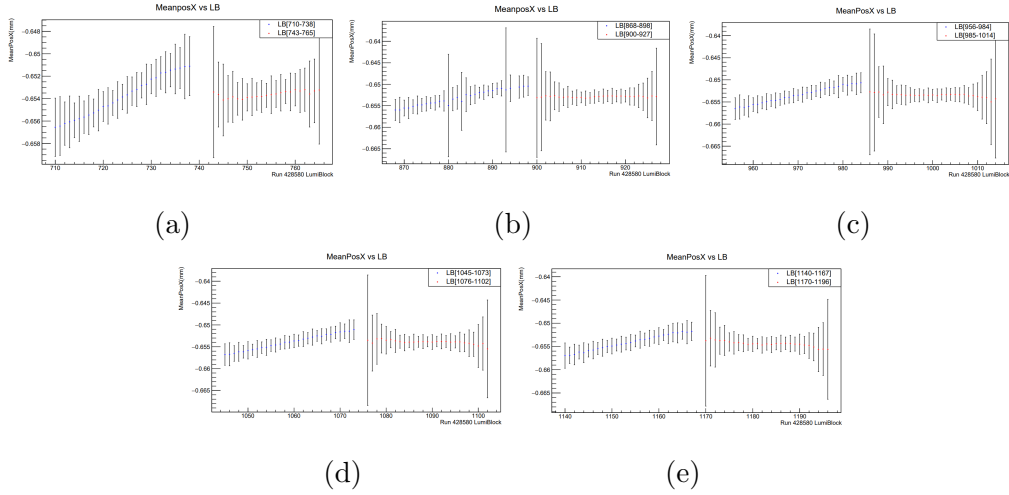 MeanposX vs LB
MeanPosX(mm)
LB[710-738]
LB[743-765]
−0.648
−0.65
−0.652
−0.654
−0.656
−0.658
710 720 730 740 750 760
Run 428580 LumiBlock
(a)
MeanPosX vs LB
MeanPosX(mm)
LB[868-898]
LB[900-927]
−0.64
−0.645
−0.65
−0.655
−0.66
−0.665
870 880 890 900 910 920
Run 428580 LumiBlock
(b)
MeanPosX vs LB
MeanPosX(mm)
LB[956-984]
LB[985-1014]
−0.64
−0.645
−0.65
−0.655
−0.66
−0.665
960 970 980 990 1000 1010
Run 428580 LumiBlock
(c)
MeanPosX vs LB
MeanPosX(mm)
LB[1045-1073]
LB[1076-1102]
−0.64
−0.645
−0.65
−0.655
−0.66
−0.665
1050 1060 1070 1080 1090 1100
Run 428580 LumiBlock
(d)
MeanPosX vs LB
MeanPosX(mm)
LB[1140-1167]
LB[1170-1196]
−0.64
−0.645
−0.65
−0.655
−0.66
−0.665
1140 1150 1160 1170 1180 1190
Run 428580 LumiBlock
(e)